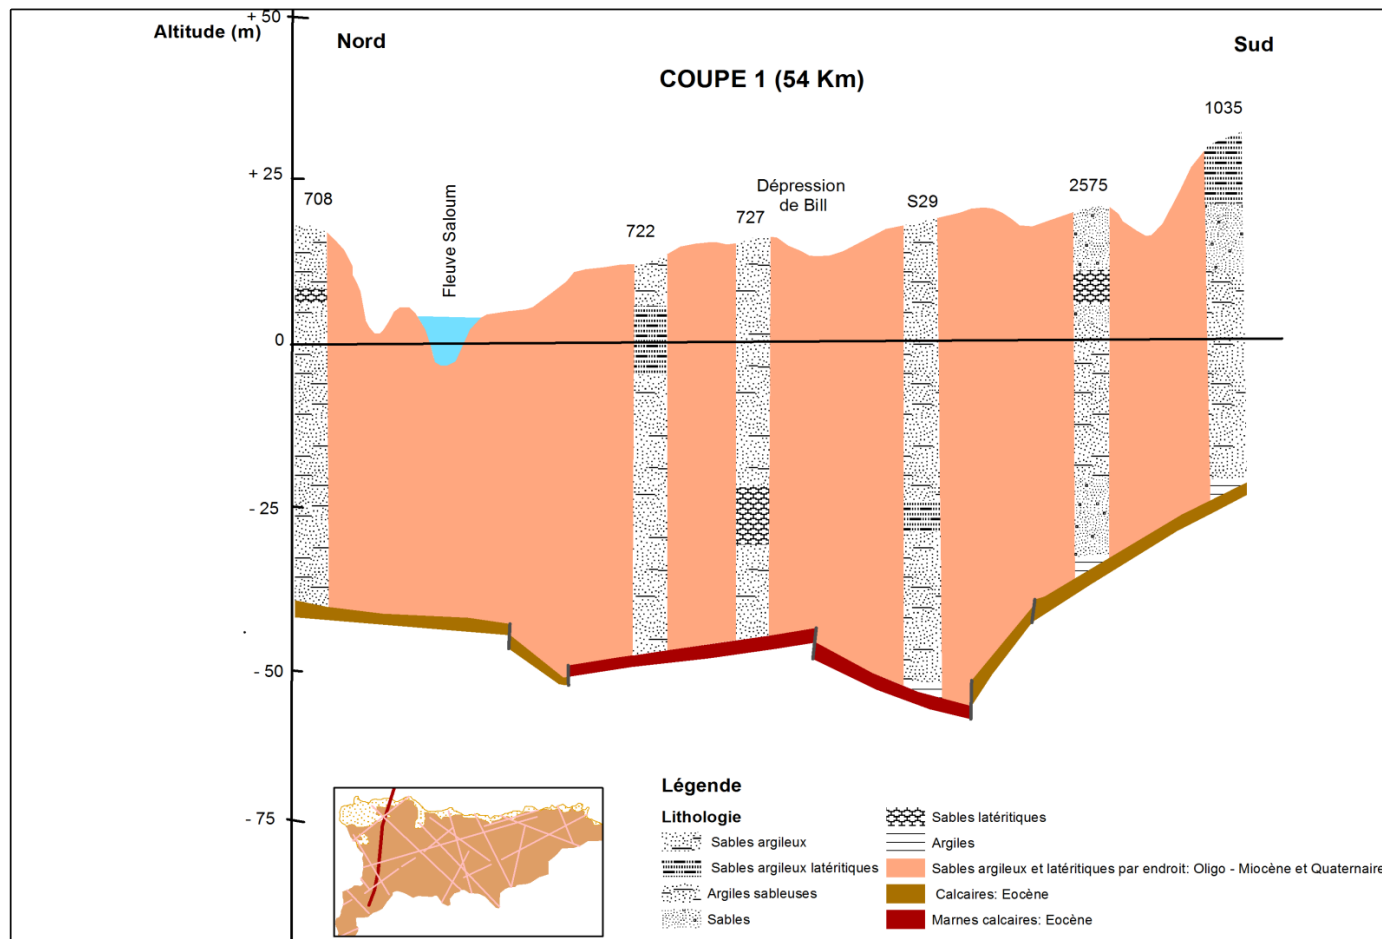 + 50
Altitude (m)
Nord
Sud
COUPE 1 (54 Km)
1035
+ 25
708
Fleuve Saloum
722
727
Dépression
de Bill
S29
2575
0
- 25
- 50
- 75
Légende
Lithologie
Sables argileux
Sables argileux latéritiques
Argiles sableuses
Sables
Sables latéritiques
Argiles
Sables argileux et latéritiques par endroit: Oligo - Miocène et Quaternaire
Calcaires: Eocène
Marnes calcaires: Eocène